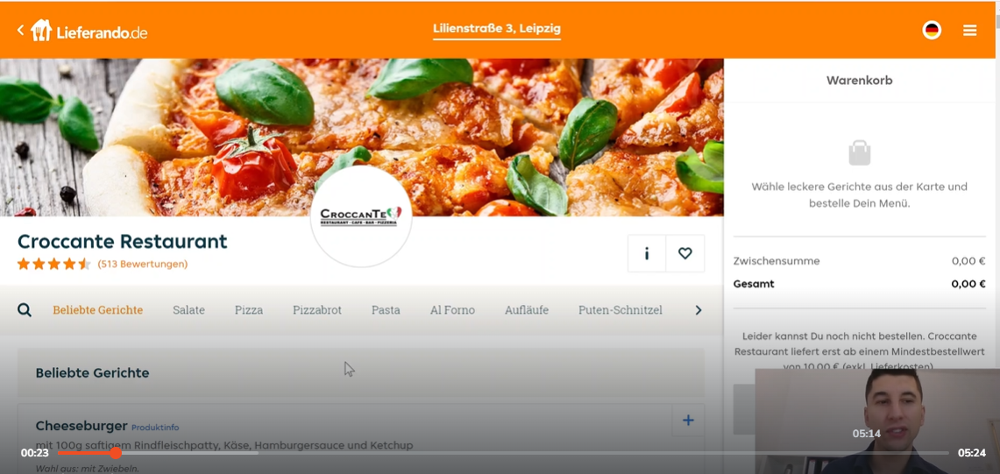 Lieferando.de
Lilienstraße 3, Leipzig
Warenkorb
Wähle leckere Gerichte aus der Karte und
bestelle Dein Menü.
CROCCANTE
RESTAURANT - CAFE - BAR - PIZZERIA
Croccante Restaurant
(513 Bewertungen)
i
Zwischensumme 0,00 €
Gesamt 0,00 €
Beliebte Gerichte Salate Pizza Pizzabrot Pasta Al Forno Aufläufe Puten-Schnitzel
Leider kannst Du noch nicht bestellen. Croccante
Restaurant liefert erst ab einem Mindestbestellwert
von 10,00 € (exkl. Lieferkosten)
Beliebte Gerichte
Cheeseburger Produktinfo
mit 100g saftigem Rindfleischpatty, Käse, Hamburgersauce und Ketchup
Wahl aus: mit Zwiebeln.
05:14
00:23
05:24